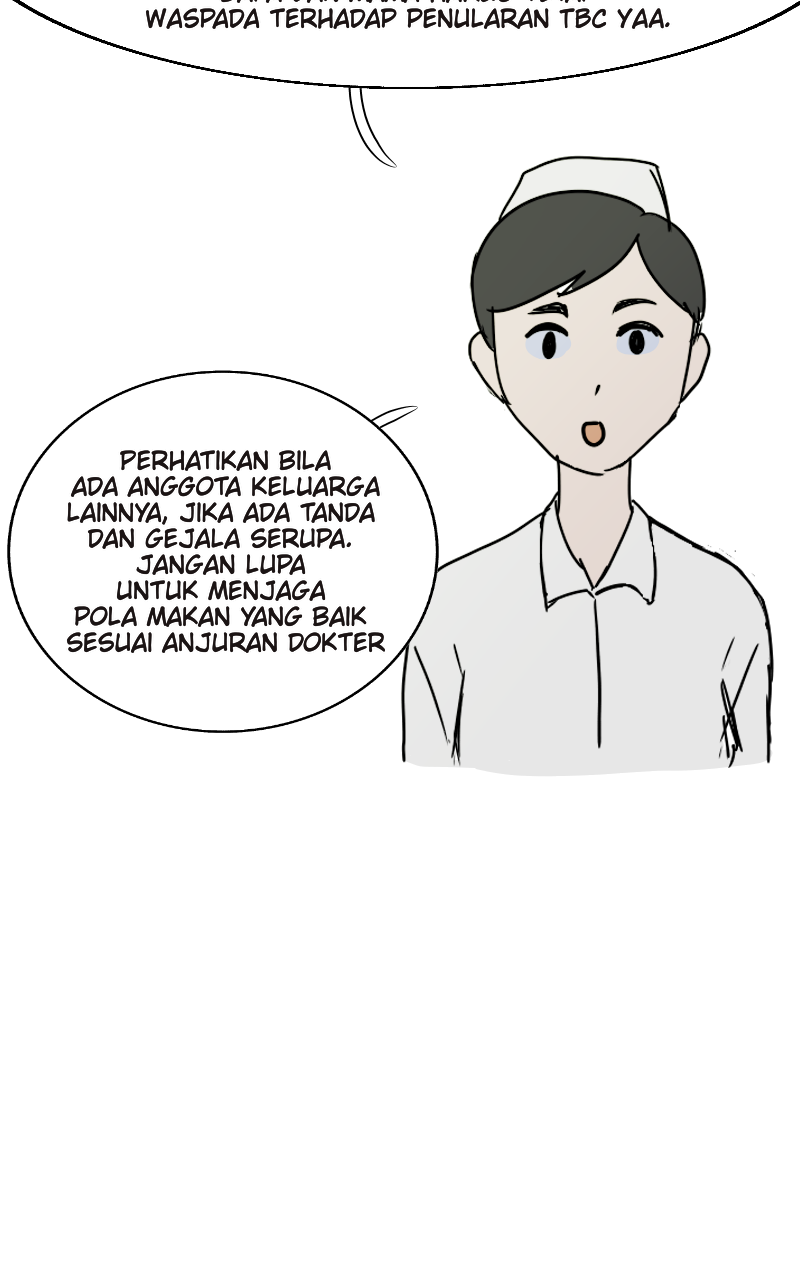 WASPADA TERHADAP PENULARAN TBC YAA.
PERHATIKAN BILA
ADA ANGGOTA KELUARGA
LAINNYA, JIKA ADA TANDA
DAN GEJALA SERUPA.
JANGAN LUPA
UNTUK MENJAGA
POLA MAKAN YANG BAIK
SESUAI ANJURAN DOKTER